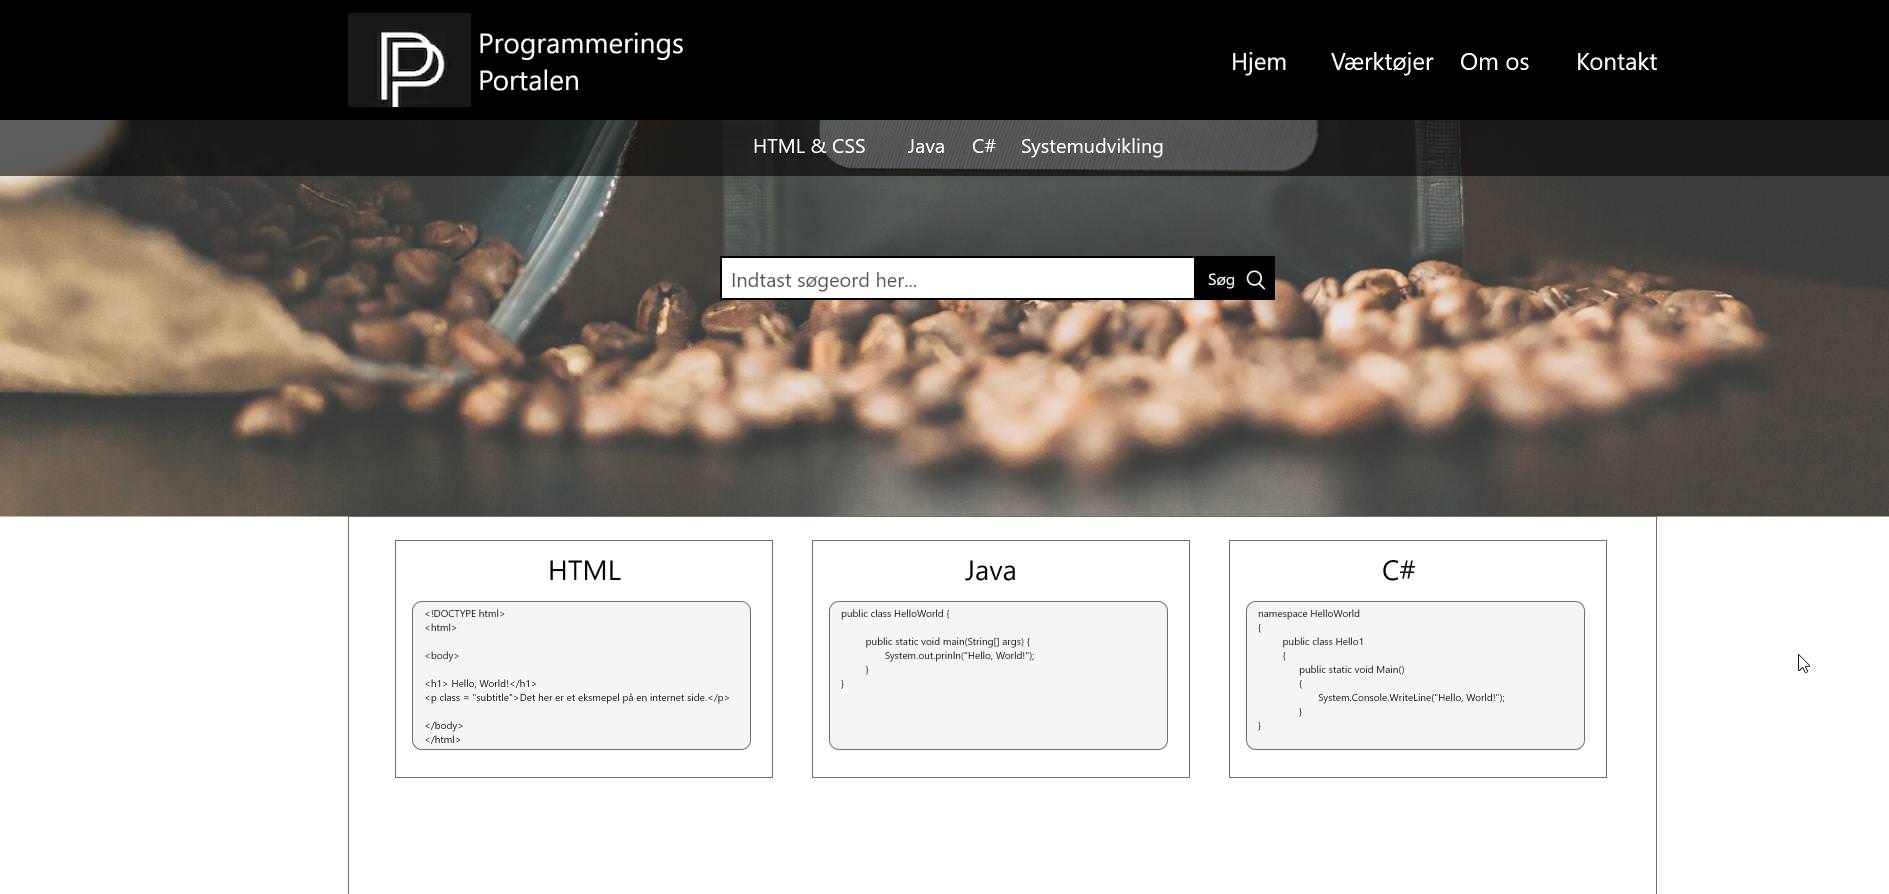 Programmerings
Portalen
Hjem Værktøjer Om os Kontakt
HTML & CSS Java C# Systemudvikling
Indtast søgeord her...
Søg
HTML
<!DOCTYPE html>
<html>
<body>
<h1> Hello, World!</h1>
<p class = "subtitle">Det her er et eksmepel på en internet side.</p>
</body>
</html>
Java
public class HelloWorld {
public static void main(String[] args) {
System.out.prinln("Hello, World!");
}
}
C#
namespace HelloWorld
{
public class Hello1
{
public static void Main()
{
System.Console.WriteLine("Hello, World!");
}
}